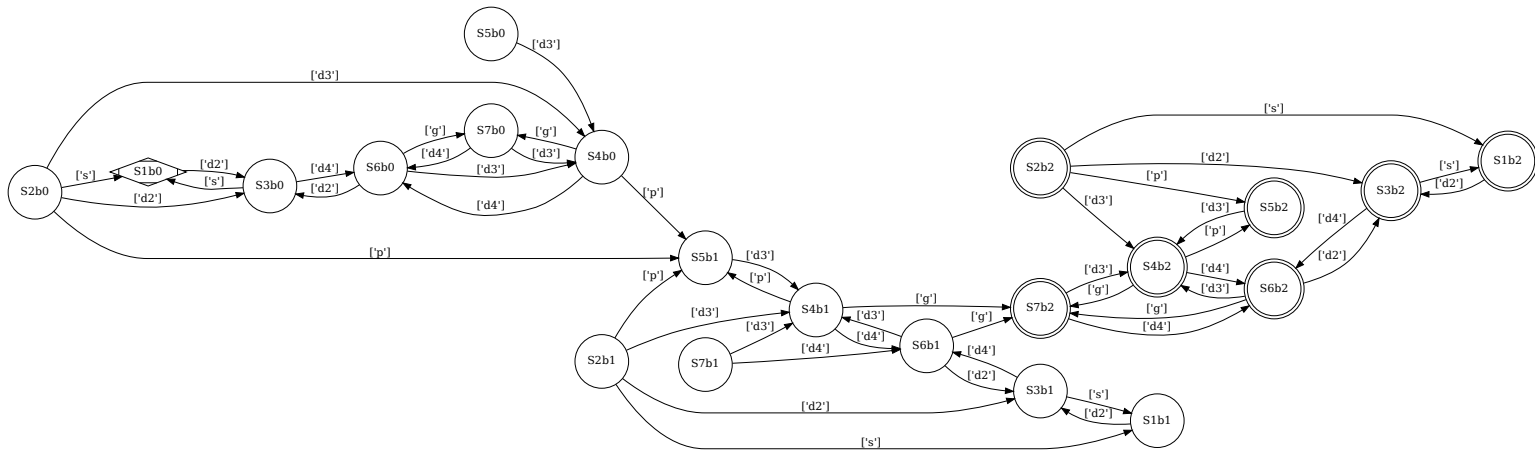 S5b0
['d3']
['d3']
['g']
S7b0
['g']
['d4']
['d3']
S4b0
['s']
S1b0
['d2']
['s']
['d4']
S6b0
['d3']
S2b0
['d2']
S3b0
['d2']
['d4']
['p']
['p']
['p']
S5b1
['d3']
['p']
['d3']
S4b1
['g']
['d3']
['d3']
['d4']
['g']
S6b1
S2b1
S7b1
['d4']
['d4']
['d2']
S3b1
['s']
['d2']
['d2']
S1b1
['s']
['s']
S2b2
['d2']
['p']
['d3']
S5b2
['d3']
['p']
S4b2
['d4']
['d3']
['d3']
['g']
S7b2
['g']
['d4']
S6b2
['d4']
['d2']
S3b2
['s']
['d2']
S1b2